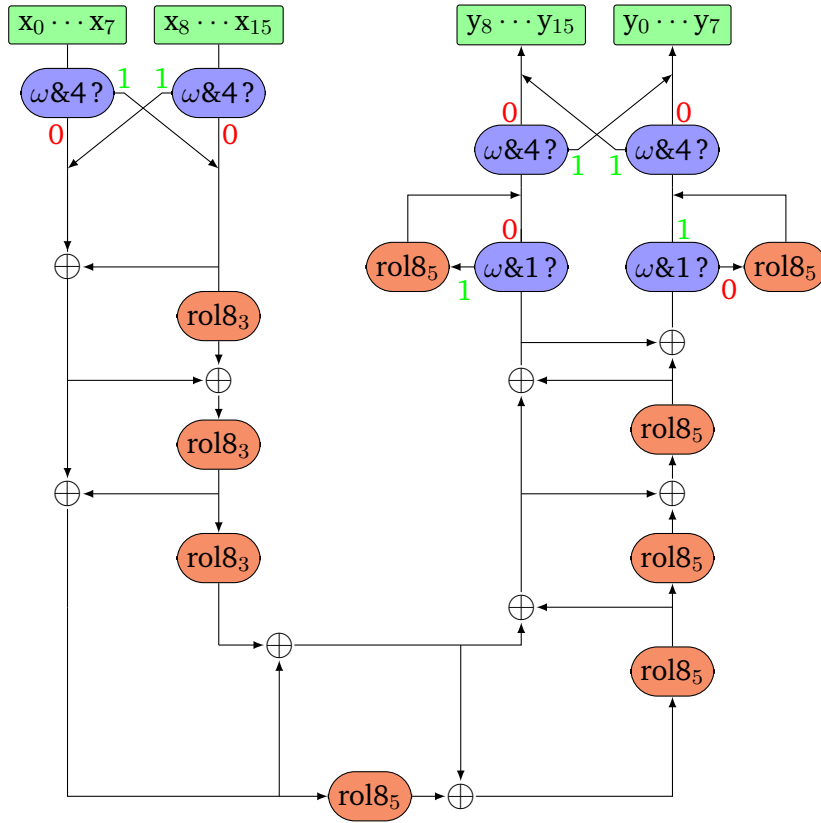 x₀ ⋯ x₇ x₈ ⋯ x₁₅ y₈ ⋯ y₁₅ y₀ ⋯ y₇
ω&4? 1 1 ω&4?
0 0
0 0
ω&4? 1 1 ω&4?
0 1
rol8₅ ω&1? ω&1? rol8₅
1 0
rol8₃
rol8₃ rol8₅
rol8₃ rol8₅
rol8₅
rol8₅